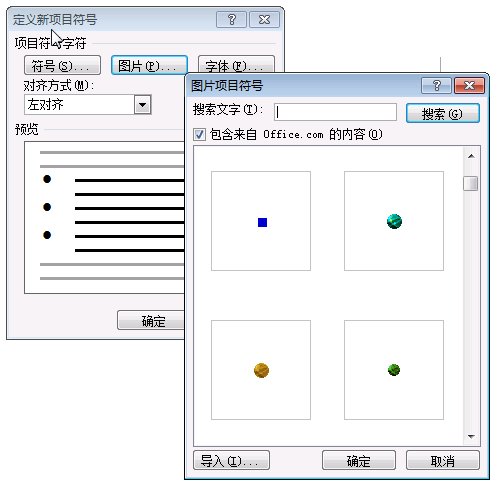 定义新项目符号
项目符号字符
符号(S)...
图片(P)...
字体(F)...
对齐方式(M):
左对齐
预览
确定
图片项目符号
搜索文字(T):
搜索(G)
包含来自 Office.com 的内容(O)
导入(I)...
确定
取消